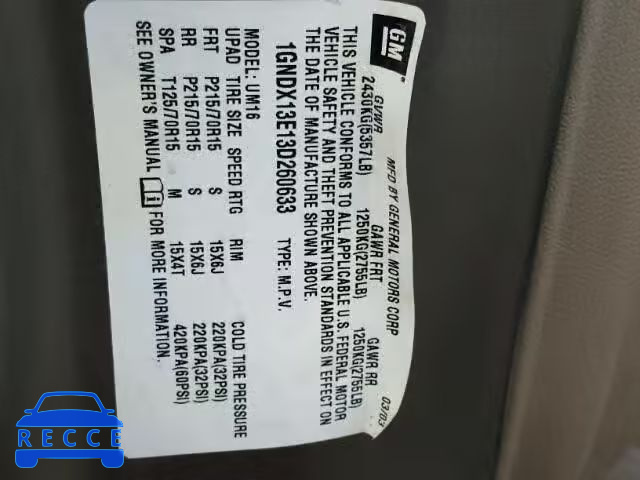 GM
MFD BY GENERAL MOTORS CORP 03/03
GVWR GAWR FRT GAWR RR
2430KG(5357LB) 1250KG(2755LB) 1250KG(2755LB)
THIS VEHICLE CONFORMS TO ALL APPLICABLE U.S. FEDERAL MOTOR
VEHICLE SAFETY AND THEFT PREVENTION STANDARDS IN EFFECT ON
THE DATE OF MANUFACTURE SHOWN ABOVE.
1GNDX13E13D260633 TYPE: M.P.V.
MODEL: UM16
UPAD TIRE SIZE SPEED RTG RIM COLD TIRE PRESSURE
FRT P215/70R15 S 15X6J 220KPA(32PSI)
RR P215/70R15 S 15X6J 220KPA(32PSI)
SPA T125/70R15 M 15X4T 420KPA(60PSI)
SEE OWNER'S MANUAL FOR MORE INFORMATION.
RECCE